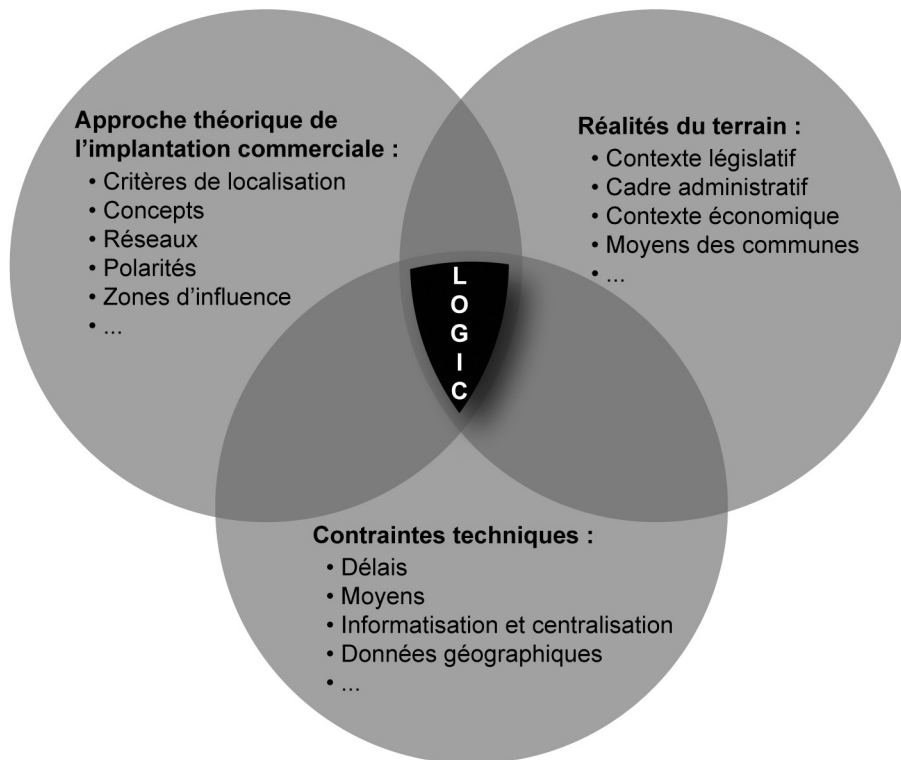 Approche théorique de
l'implantation commerciale :
• Critères de localisation
• Concepts
• Réseaux
• Polarités
• Zones d'influence
• ...
Réalités du terrain :
• Contexte législatif
• Cadre administratif
• Contexte économique
• Moyens des communes
• ...
L
O
G
I
C
Contraintes techniques :
• Délais
• Moyens
• Informatisation et centralisation
• Données géographiques
• ...